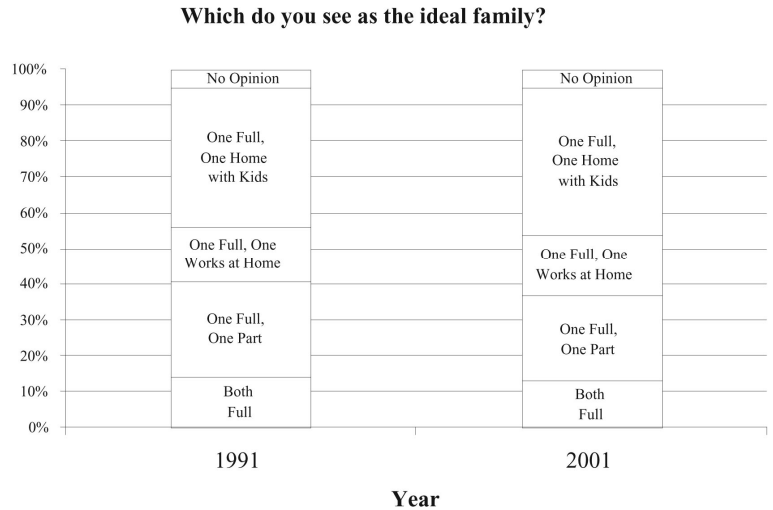 Which do you see as the ideal family?
100%
90%
80%
70%
60%
50%
40%
30%
20%
10%
0%
No Opinion
One Full,
One Home
with Kids
One Full, One
Works at Home
One Full,
One Part
Both
Full
No Opinion
One Full,
One Home
with Kids
One Full, One
Works at Home
One Full,
One Part
Both
Full
1991
2001
Year